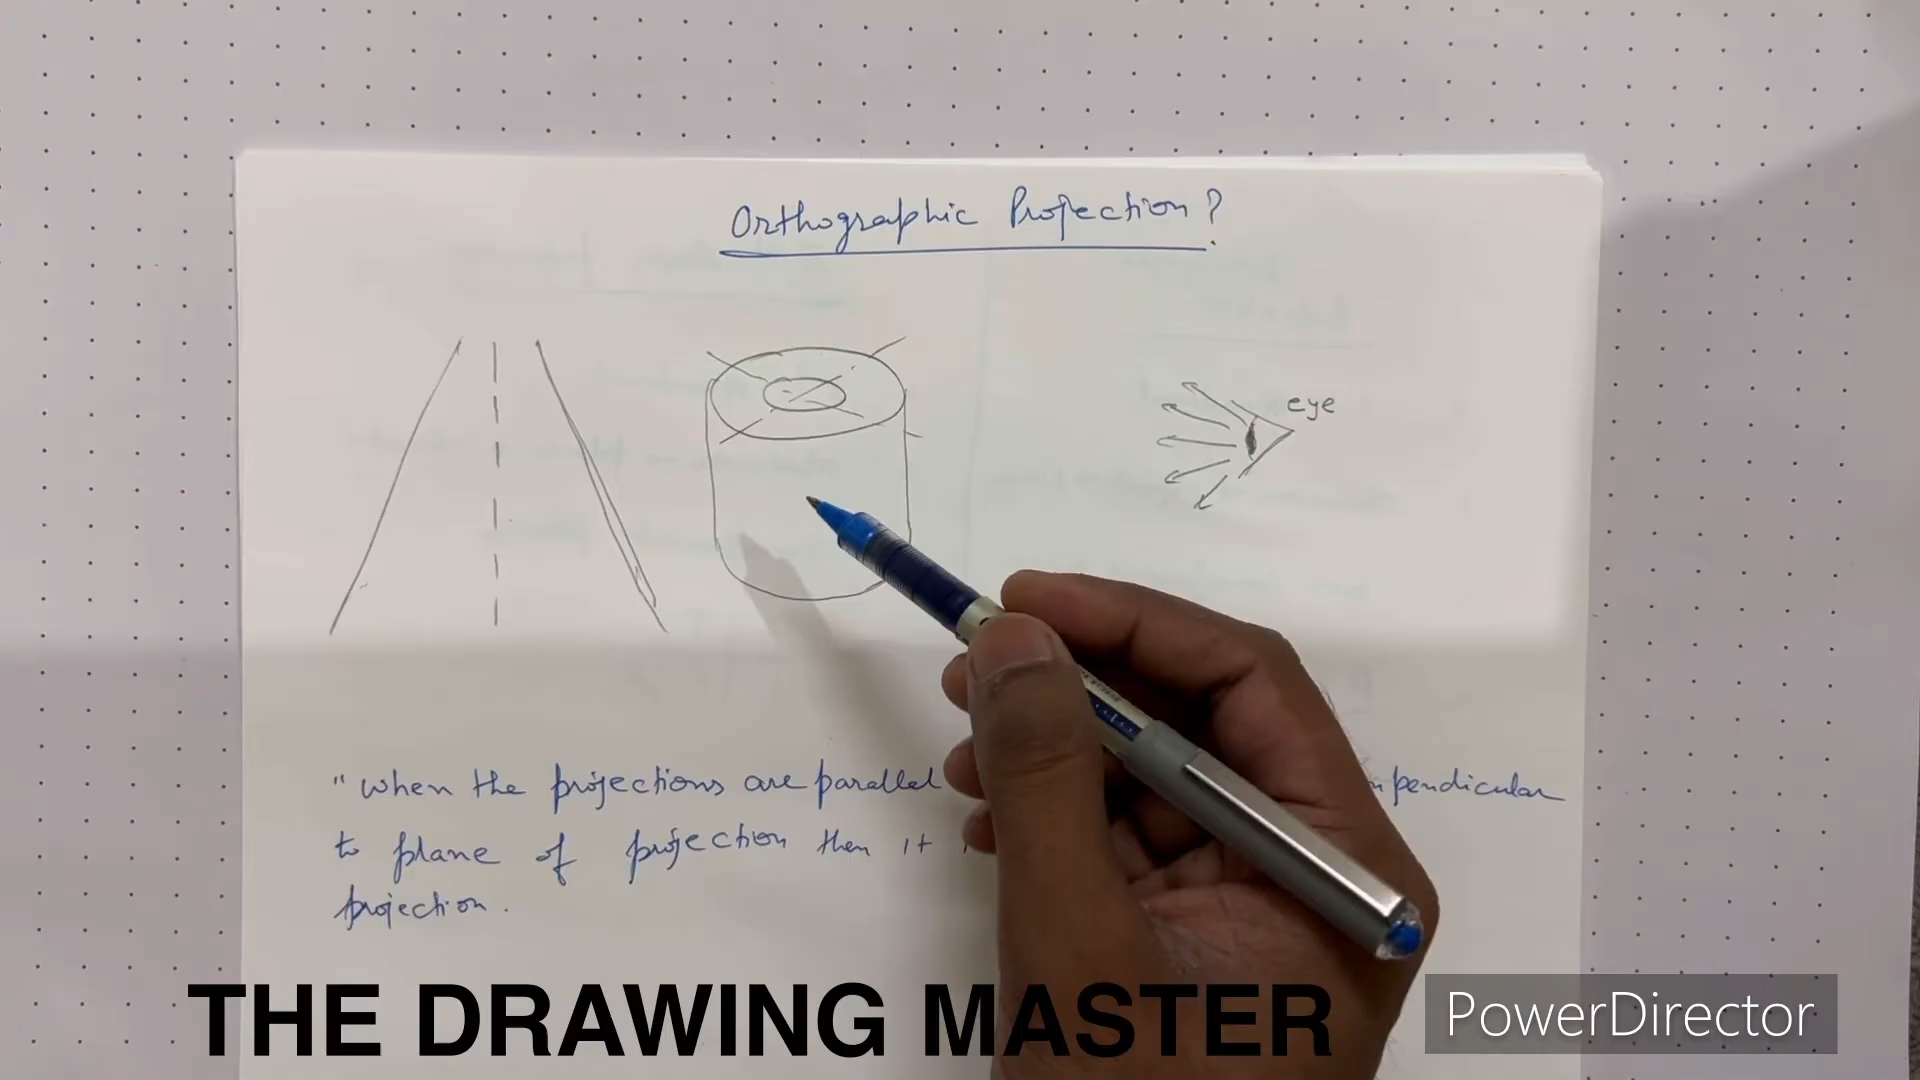 Orthographic Projection?
eye
"when the projections are parallel pendicular
to plane of projection then it
projection.
THE DRAWING MASTER
PowerDirector